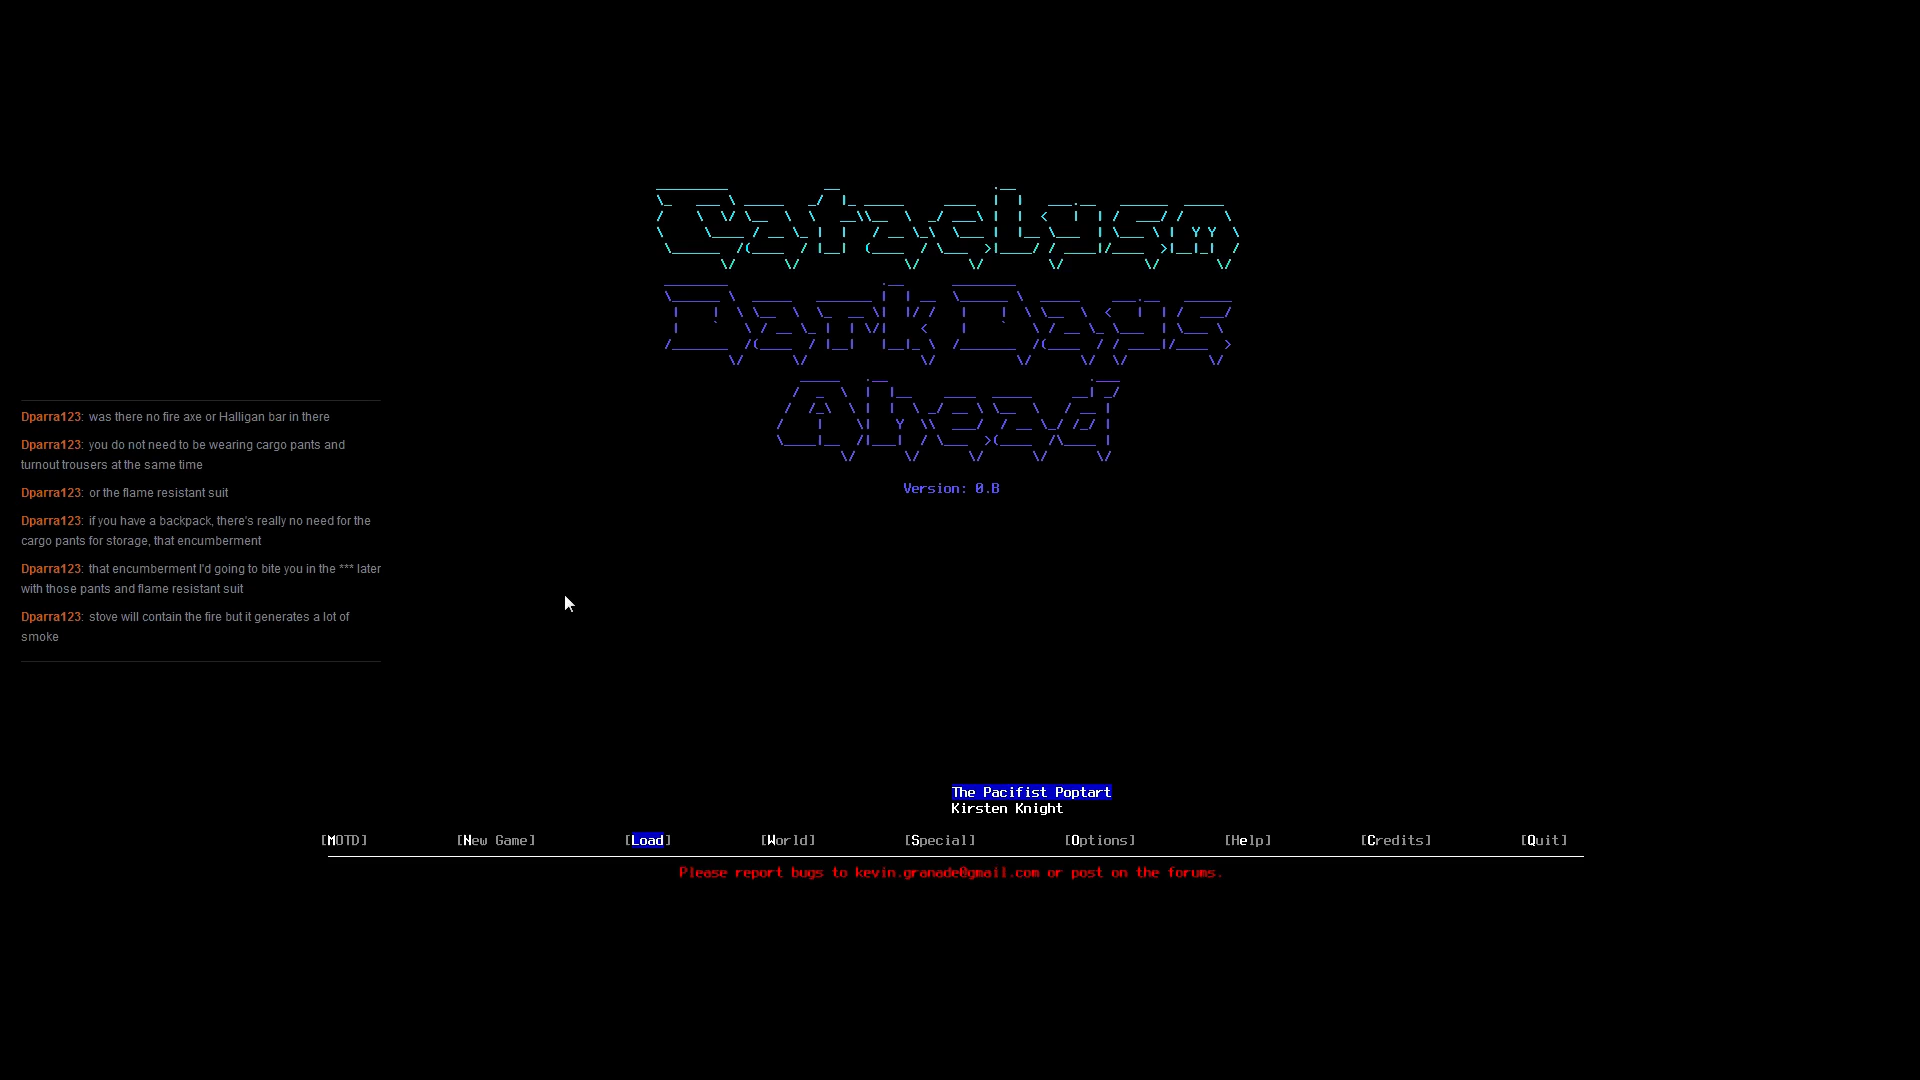 Cataclysm
Dark Days
Ahead
Version: 0.B
Dparra123: was there no fire axe or Halligan bar in there
Dparra123: you do not need to be wearing cargo pants and
turnout trousers at the same time
Dparra123: or the flame resistant suit
Dparra123: if you have a backpack, there's really no need for the
cargo pants for storage, that encumberment
Dparra123: that encumberment I'd going to bite you in the *** later
with those pants and flame resistant suit
Dparra123: stove will contain the fire but it generates a lot of
smoke
The Pacifist Poptart
Kirsten Knight
[MOTD] [New Game] [Load] [World] [Special] [Options] [Help] [Credits] [Quit]
Please report bugs to kevin.granade@gmail.com or post on the forums.